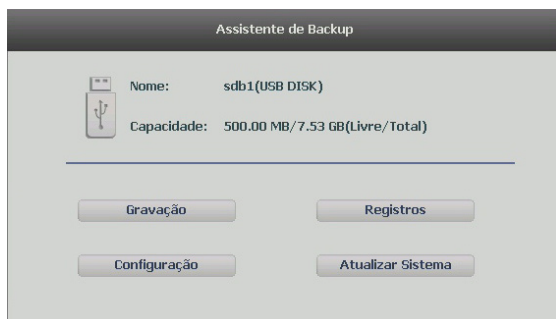 Assistente de Backup
Nome: sdb1(USB DISK)
Capacidade: 500.00 MB/7.53 GB(Livre/Total)
Gravação Registros
Configuração Atualizar Sistema